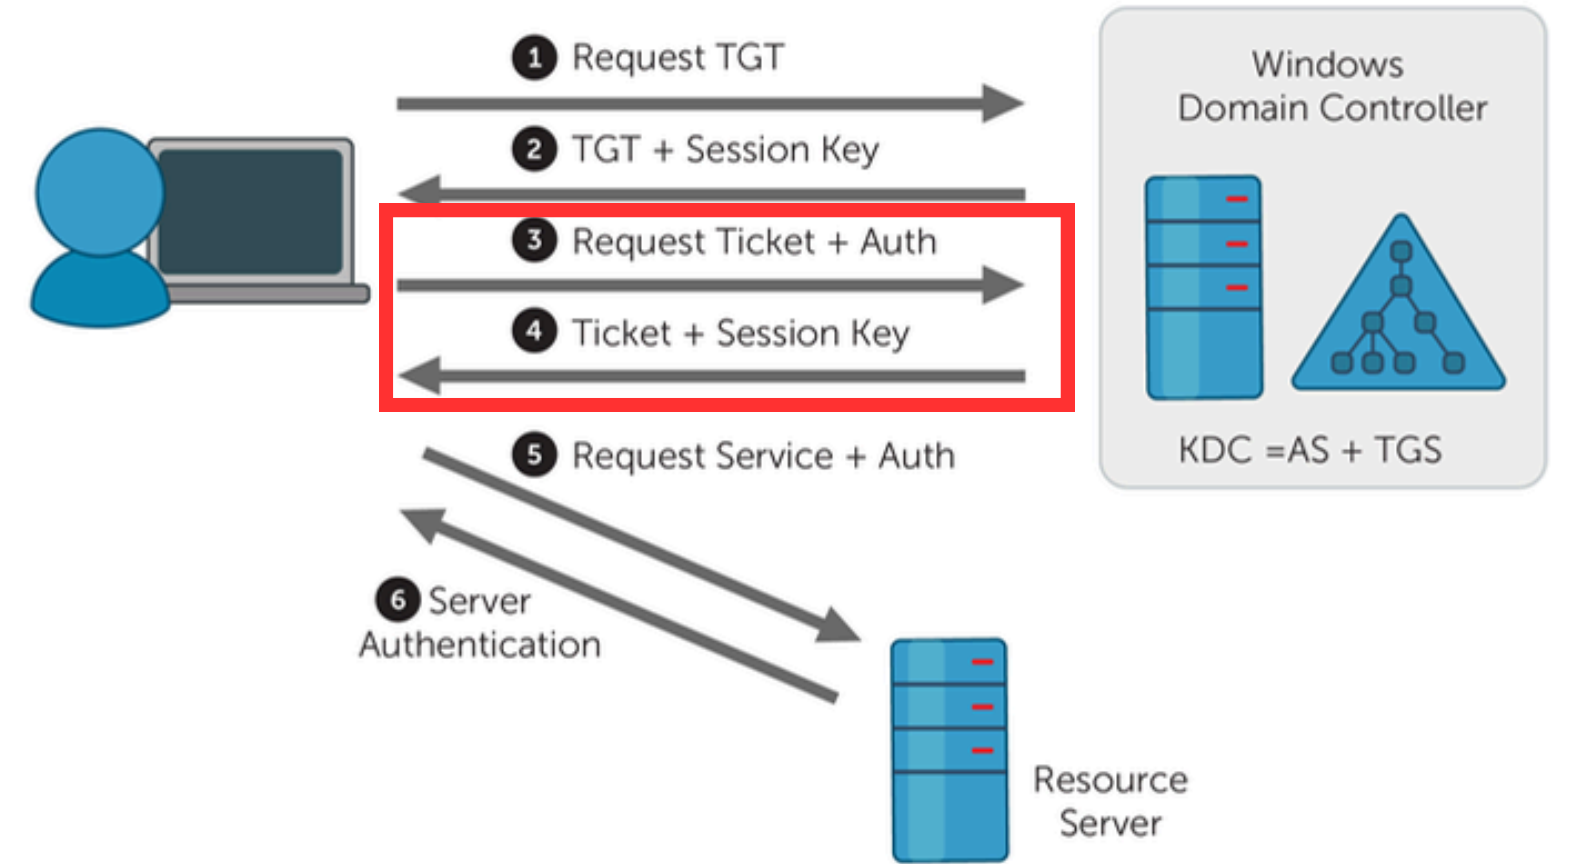 1 Request TGT
2 TGT + Session Key
3 Request Ticket + Auth
4 Ticket + Session Key
5 Request Service + Auth
6 Server
Authentication
Windows
Domain Controller
KDC =AS + TGS
Resource
Server